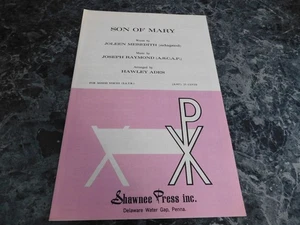 SON OF MARY
Words by
JOLEEN MEREDITH (adapted)
Music by
JOSEPH RAYMOND (A.S.C.A.P.)
Arranged by
HAWLEY ADES
Shawnee Press inc.
Delaware Water Gap, Penna.